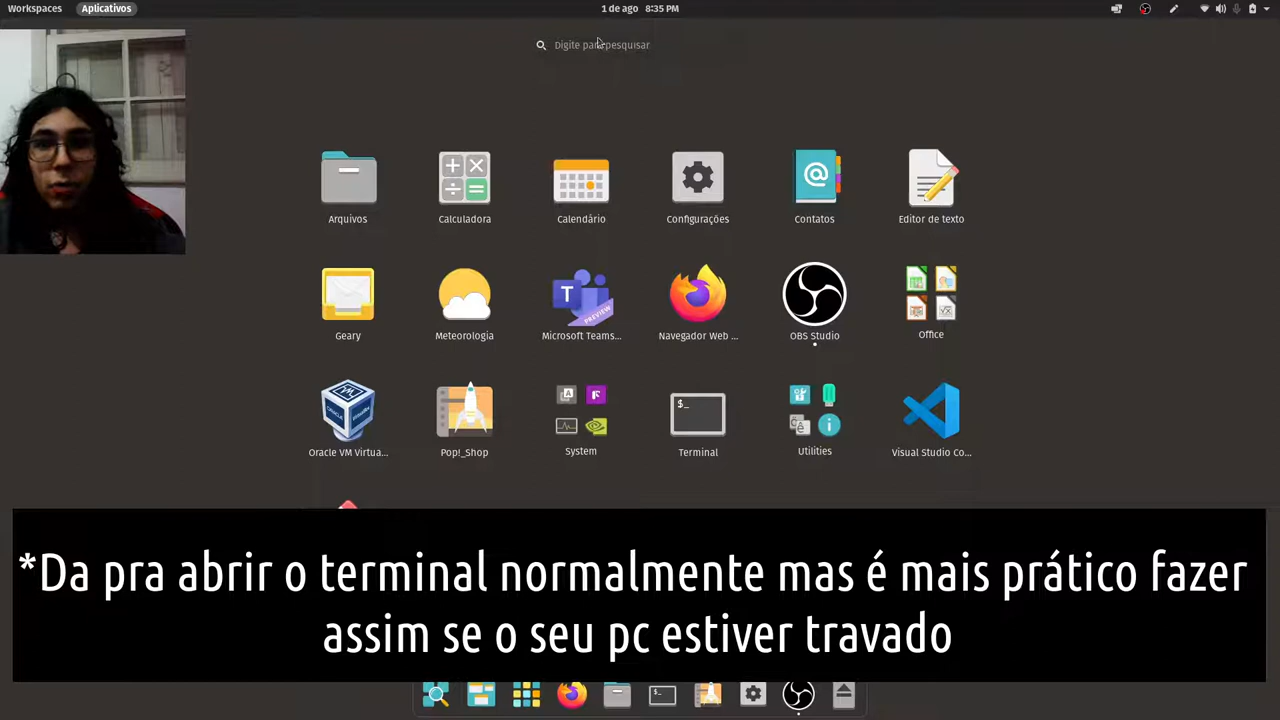 Workspaces
Aplicativos
1 de ago 8:35 PM
Digite para pesquisar
Arquivos
Calculadora
Calendário
Configurações
Contatos
Editor de texto
Geary
Meteorologia
Microsoft Teams...
Navegador Web ...
OBS Studio
Office
Oracle VM Virtua...
Pop!_Shop
System
Terminal
Utilities
Visual Studio Co...
*Da pra abrir o terminal normalmente mas é mais prático fazer
assim se o seu pc estiver travado